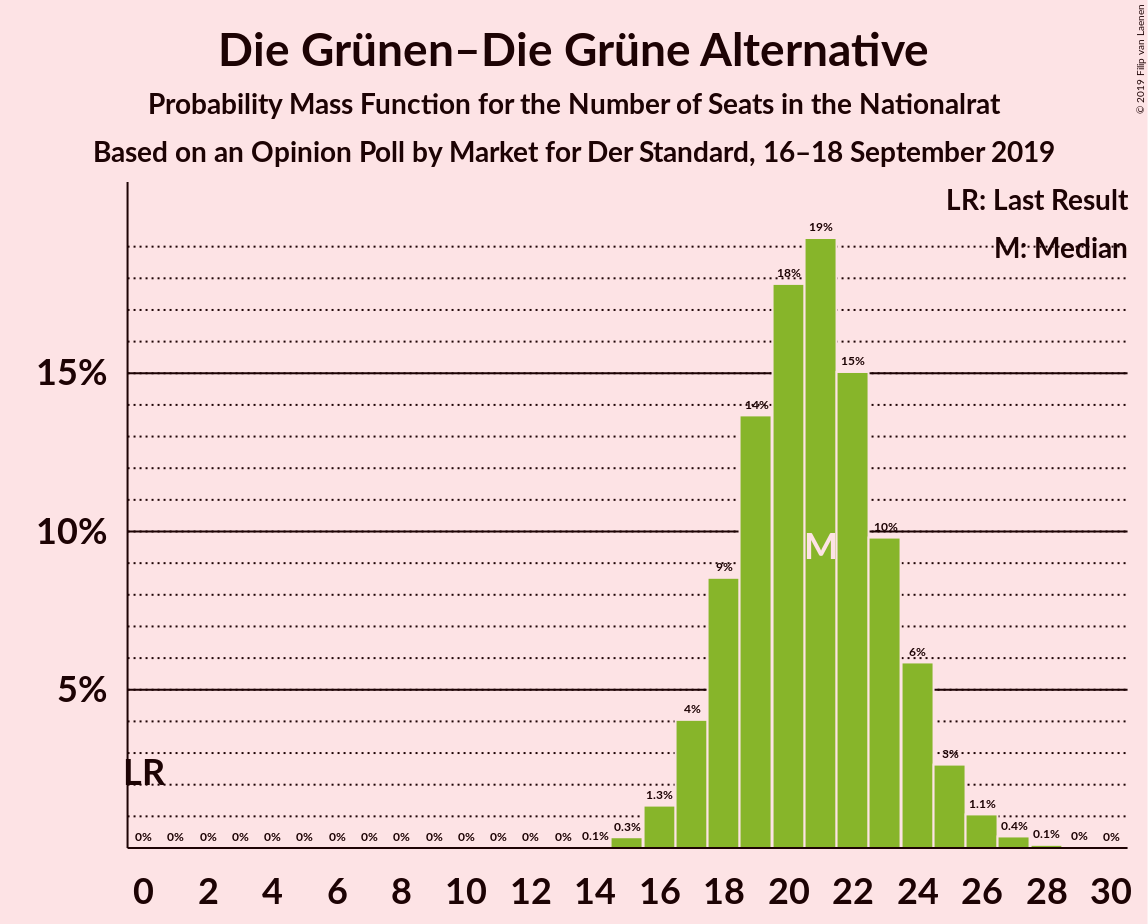 Die Grünen–Die Grüne Alternative
Probability Mass Function for the Number of Seats in the Nationalrat
Based on an Opinion Poll by Market for Der Standard, 16–18 September 2019
© 2019 Filip van Laenen
LR: Last Result
M: Median
19%
18%
15%
15%
14%
10%
10%
M
9%
6%
5%
4%
3%
LR
1.3%
1.1%
0% 0% 0% 0% 0% 0% 0% 0% 0% 0% 0% 0% 0% 0% 0.1% 0.3% 0.4% 0.1% 0% 0%
0 2 4 6 8 10 12 14 16 18 20 22 24 26 28 30